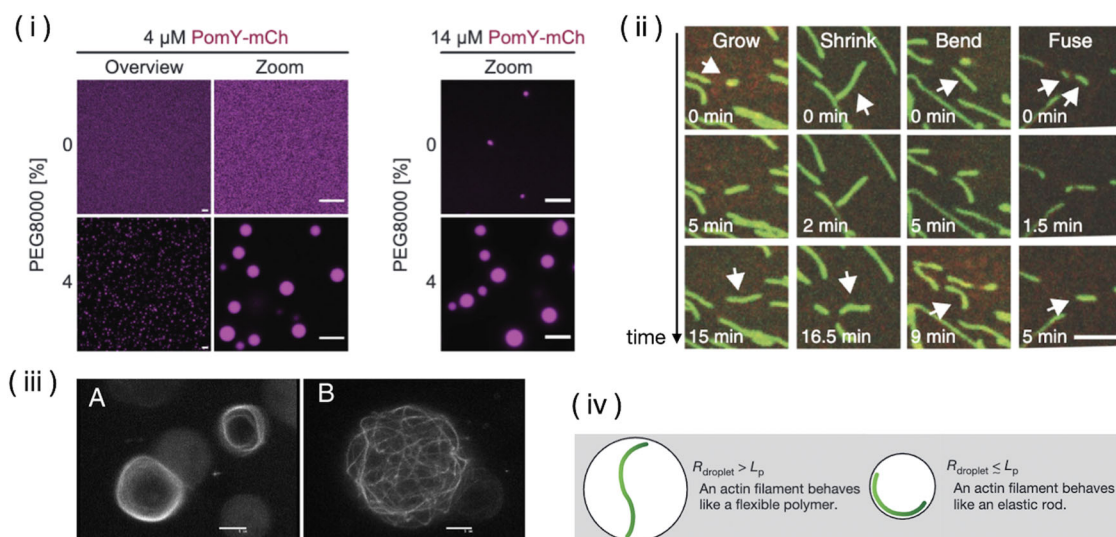 ( i )
4 µM PomY-mCh
14 µM PomY-mCh
Overview
Zoom
Zoom
PEG8000 [%]
0
4
PEG8000 [%]
0
4
( ii )
Grow
Shrink
Bend
Fuse
0 min
0 min
0 min
0 min
5 min
2 min
5 min
1.5 min
time
15 min
16.5 min
9 min
5 min
( iii )
A
B
( iv )
Rdroplet > Lp
An actin filament behaves
like a flexible polymer.
Rdroplet ≲ Lp
An actin filament behaves
like an elastic rod.